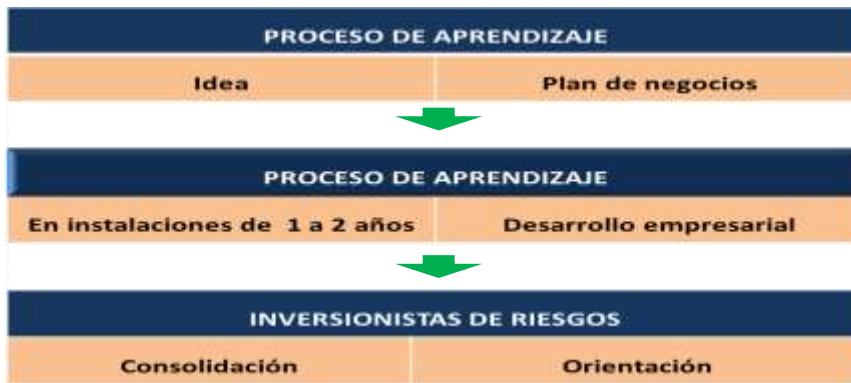 PROCESO DE APRENDIZAJE
Idea Plan de negocios
PROCESO DE APRENDIZAJE
En instalaciones de 1 a 2 años Desarrollo empresarial
INVERSIONISTAS DE RIESGOS
Consolidación Orientación